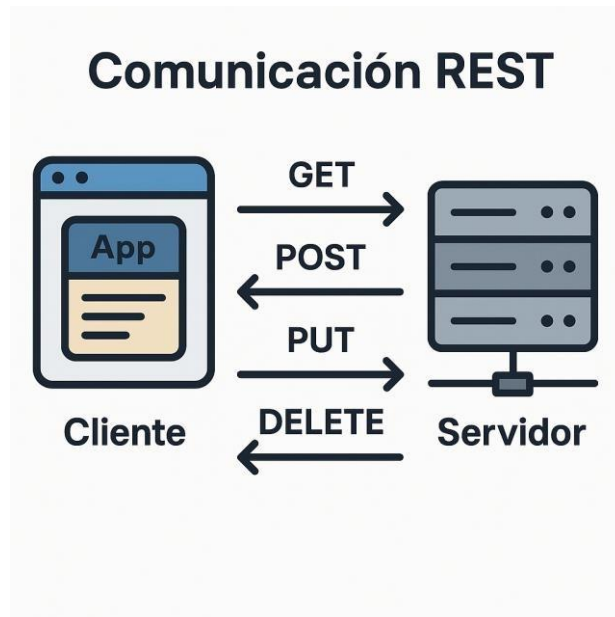 Comunicación REST
App
GET
POST
PUT
DELETE
Cliente
Servidor